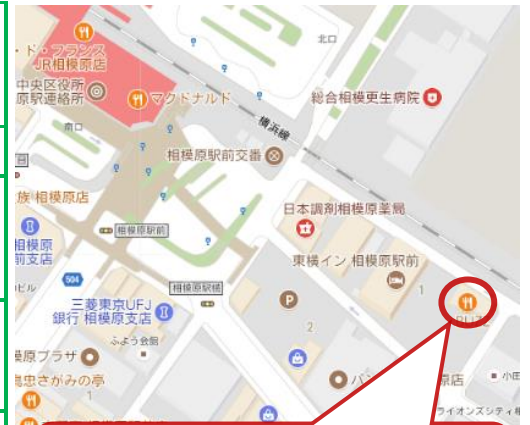 ド・フランス
JR相模原店
中央区役所
原駅連絡所
マクドナルド
北口
総合相模更生病院
横浜線
南口
相模原駅前交番
族 相模原店
相模原駅前
日本調剤相模原薬局
相模原
前支店
東横イン 相模原駅前
504
ビル
相模原駅横
三菱東京UFJ
銀行 相模原支店
P
1
2
ふよう会館
模原プラザ
忠さがみの亭
1
バン
原店
小田
ライオンズシティ相